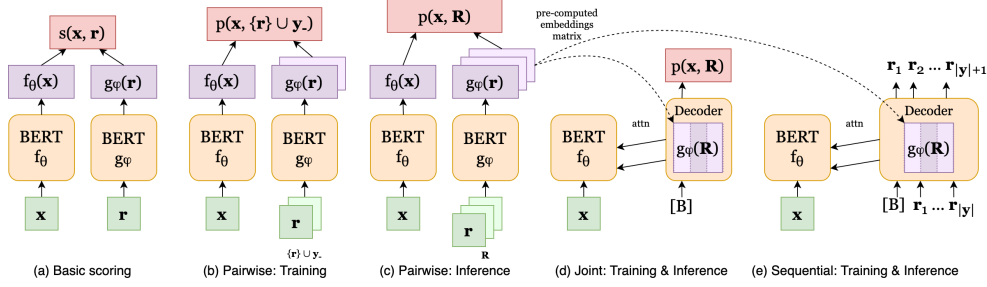 s(x, r)
fθ(x)
gφ(r)
BERT
fθ
BERT
gφ
x
r
(a) Basic scoring
p(x, {r} ∪ y-)
fθ(x)
gφ(r)
BERT
fθ
BERT
gφ
x
r
{r} ∪ y-
(b) Pairwise: Training
p(x, R)
fθ(x)
gφ(r)
BERT
fθ
BERT
gφ
x
r
R
(c) Pairwise: Inference
pre-computed
embeddings
matrix
p(x, R)
Decoder
attn
BERT
fθ
gφ(R)
x
[B]
(d) Joint: Training & Inference
r1 r2 ... r|y|+1
Decoder
attn
BERT
fθ
gφ(R)
x
[B] r1 ... r|y|
(e) Sequential: Training & Inference